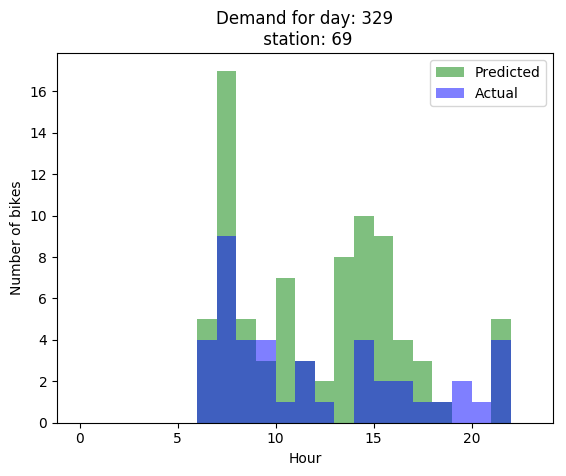 Demand for day: 329
station: 69
Predicted
Actual
Number of bikes
16
14
12
10
8
6
4
2
0
0 5 10 15 20
Hour